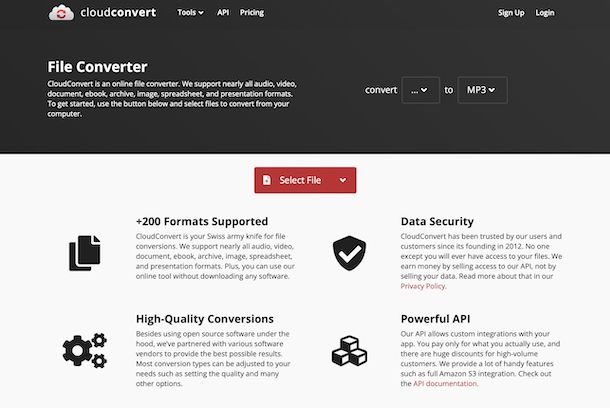 cloudconvert Tools API Pricing Sign Up Login
File Converter
CloudConvert is an online file converter. We support nearly all audio, video,
document, ebook, archive, image, spreadsheet, and presentation formats.
To get started, use the button below and select files to convert from your
computer.
convert ... to MP3
Select File
+200 Formats Supported
CloudConvert is your Swiss army knife for file
conversions. We support nearly all audio, video,
document, ebook, archive, image, spreadsheet,
and presentation formats. Plus, you can use our
online tool without downloading any software.
Data Security
CloudConvert has been trusted by our users and
customers since its founding in 2012. No one
except you will ever have access to your files. We
earn money by selling access to our API, not by
selling your data. Read more about that in our
Privacy Policy.
High-Quality Conversions
Besides using open source software under the
hood, we've partnered with various software
vendors to provide the best possible results.
Most conversion types can be adjusted to your
needs such as setting the quality and many
other options.
Powerful API
Our API allows custom integrations with your
app. You pay only for what you actually use, and
there are huge discounts for high-volume
customers. We provide a lot of handy features
such as full Amazon S3 integration. Check out
the API documentation.